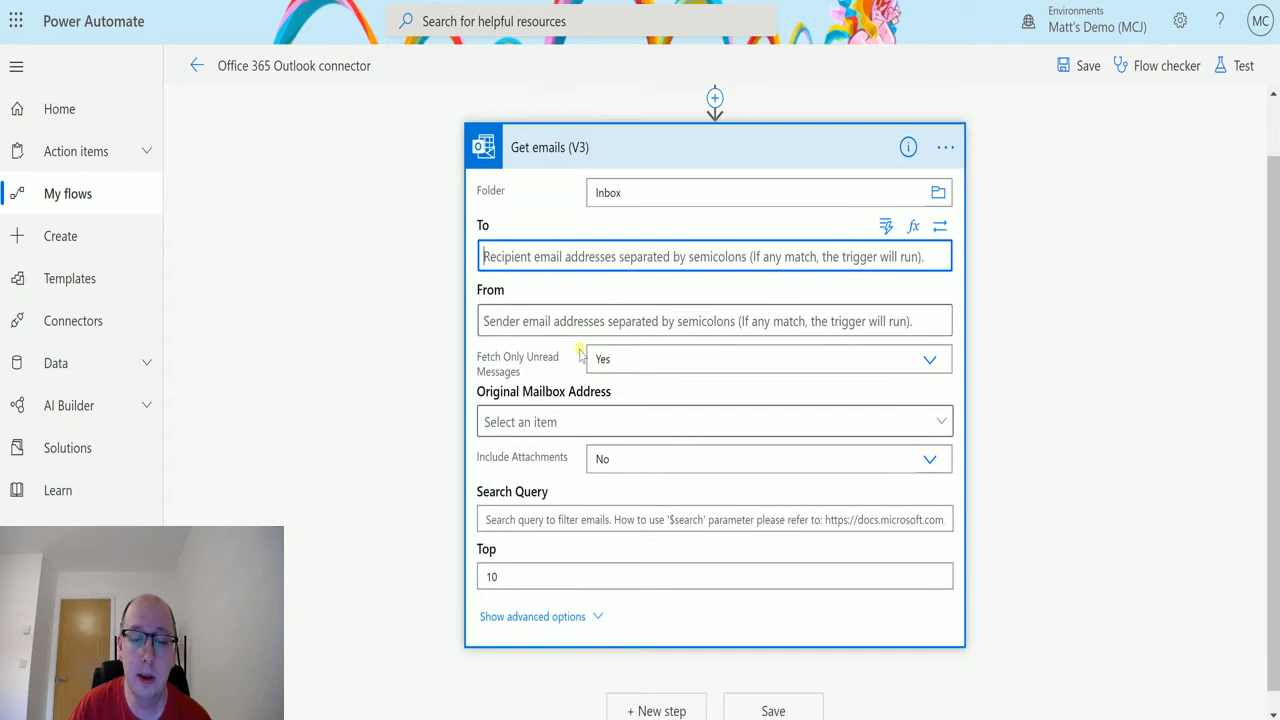 Power Automate
Search for helpful resources
Environments
Matt's Demo (MCJ)
?
MC
Office 365 Outlook connector
Save
Flow checker
Test
Home
Action items
My flows
Create
Templates
Connectors
Data
AI Builder
Solutions
Learn
Get emails (V3)
Folder
Inbox
To
fx
Recipient email addresses separated by semicolons (If any match, the trigger will run).
From
Sender email addresses separated by semicolons (If any match, the trigger will run).
Fetch Only Unread
Messages
Yes
Original Mailbox Address
Select an item
Include Attachments
No
Search Query
Search query to filter emails. How to use '$search' parameter please refer to: https://docs.microsoft.com
Top
10
Show advanced options
+ New step
Save